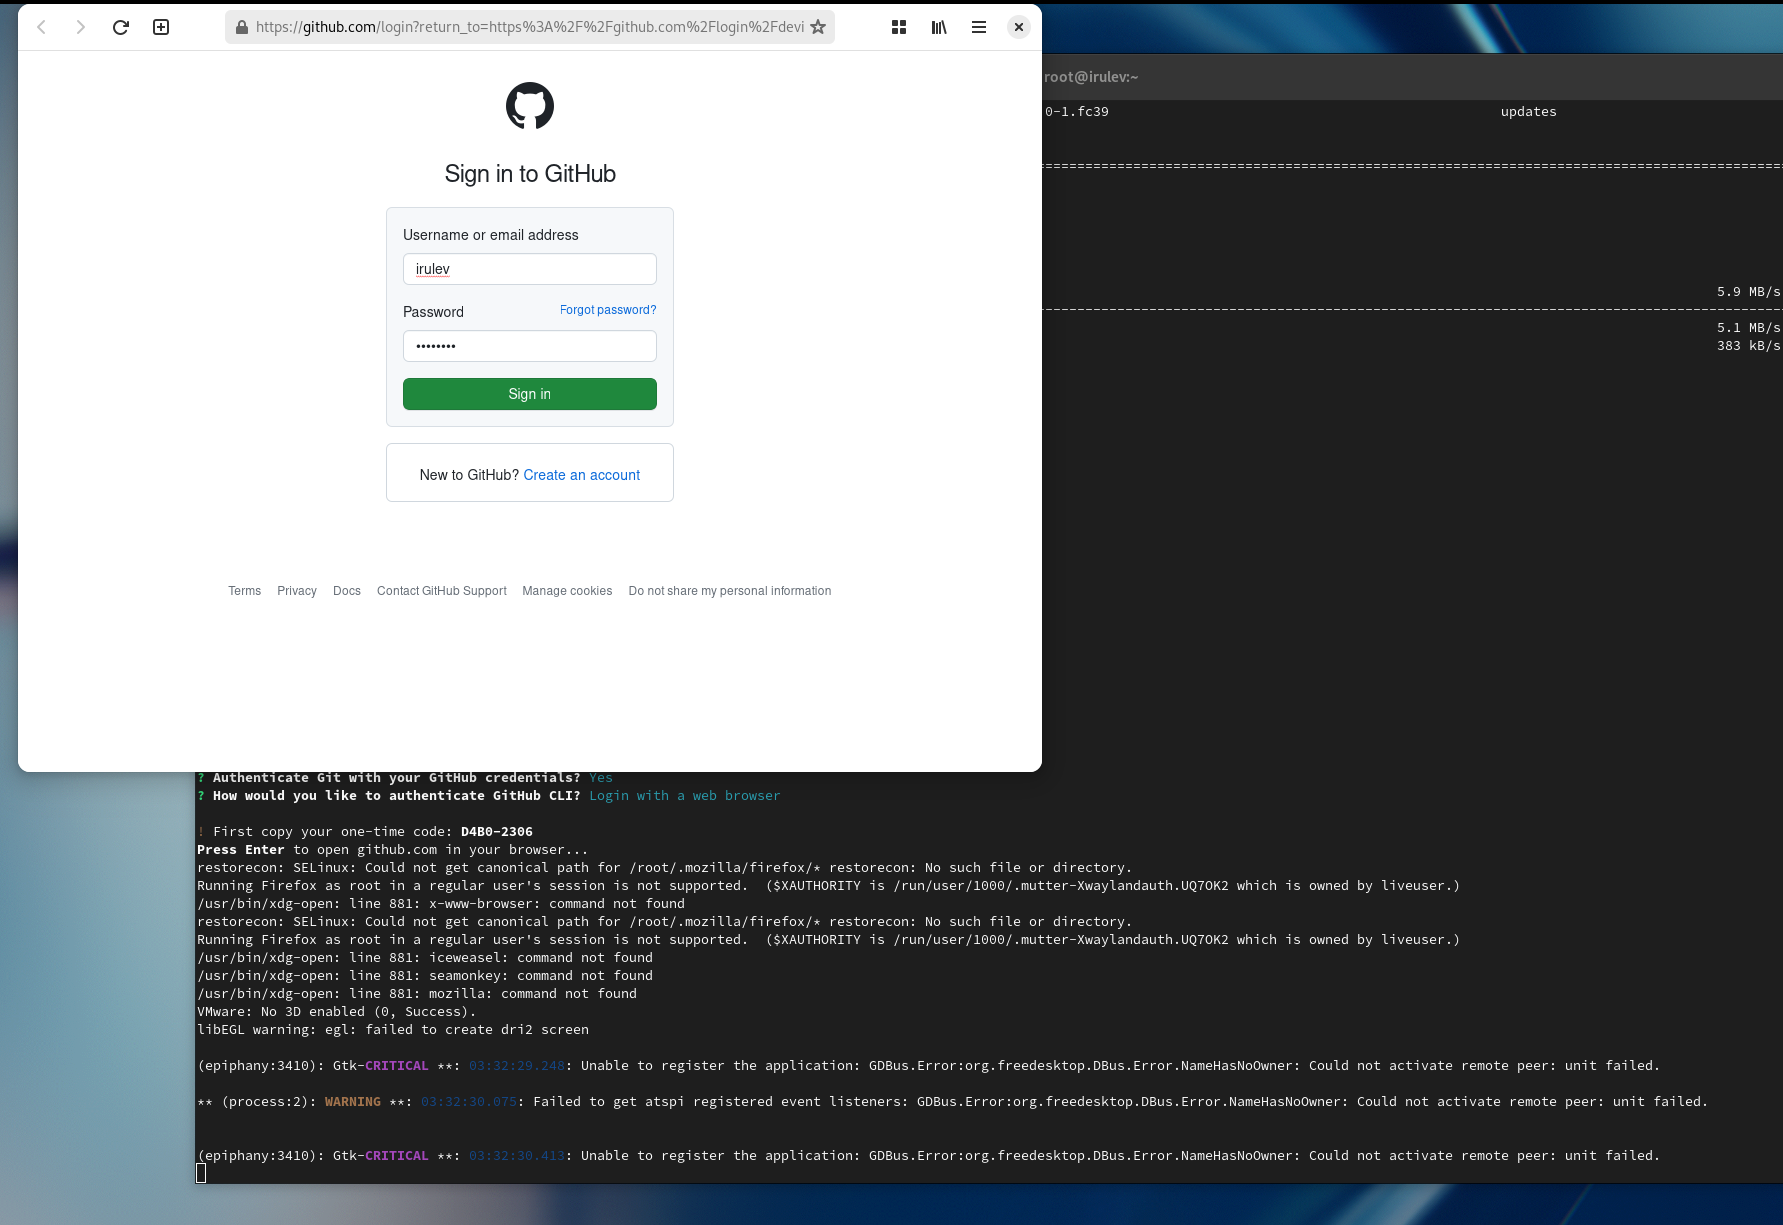 https://github.com/login?return_to=https%3A%2F%2Fgithub.com%2Flogin%2Fdevi
root@irulev:~
0-1.fc39 updates
Sign in to GitHub
Username or email address
irulev
Password Forgot password?
••••••••
Sign in
New to GitHub? Create an account
Terms Privacy Docs Contact GitHub Support Manage cookies Do not share my personal information
5.9 MB/s
5.1 MB/s
383 kB/s
? Authenticate Git with your GitHub credentials? Yes
? How would you like to authenticate GitHub CLI? Login with a web browser
! First copy your one-time code: D4B0-2306
Press Enter to open github.com in your browser...
restorecon: SELinux: Could not get canonical path for /root/.mozilla/firefox/* restorecon: No such file or directory.
Running Firefox as root in a regular user's session is not supported.  ($XAUTHORITY is /run/user/1000/.mutter-Xwaylandauth.UQ7OK2 which is owned by liveuser.)
/usr/bin/xdg-open: line 881: x-www-browser: command not found
restorecon: SELinux: Could not get canonical path for /root/.mozilla/firefox/* restorecon: No such file or directory.
Running Firefox as root in a regular user's session is not supported.  ($XAUTHORITY is /run/user/1000/.mutter-Xwaylandauth.UQ7OK2 which is owned by liveuser.)
/usr/bin/xdg-open: line 881: iceweasel: command not found
/usr/bin/xdg-open: line 881: seamonkey: command not found
/usr/bin/xdg-open: line 881: mozilla: command not found
VMware: No 3D enabled (0, Success).
libEGL warning: egl: failed to create dri2 screen
(epiphany:3410): Gtk-CRITICAL **: 03:32:29.248: Unable to register the application: GDBus.Error:org.freedesktop.DBus.Error.NameHasNoOwner: Could not activate remote peer: unit failed.
** (process:2): WARNING **: 03:32:30.075: Failed to get atspi registered event listeners: GDBus.Error:org.freedesktop.DBus.Error.NameHasNoOwner: Could not activate remote peer: unit failed.
(epiphany:3410): Gtk-CRITICAL **: 03:32:30.413: Unable to register the application: GDBus.Error:org.freedesktop.DBus.Error.NameHasNoOwner: Could not activate remote peer: unit failed.